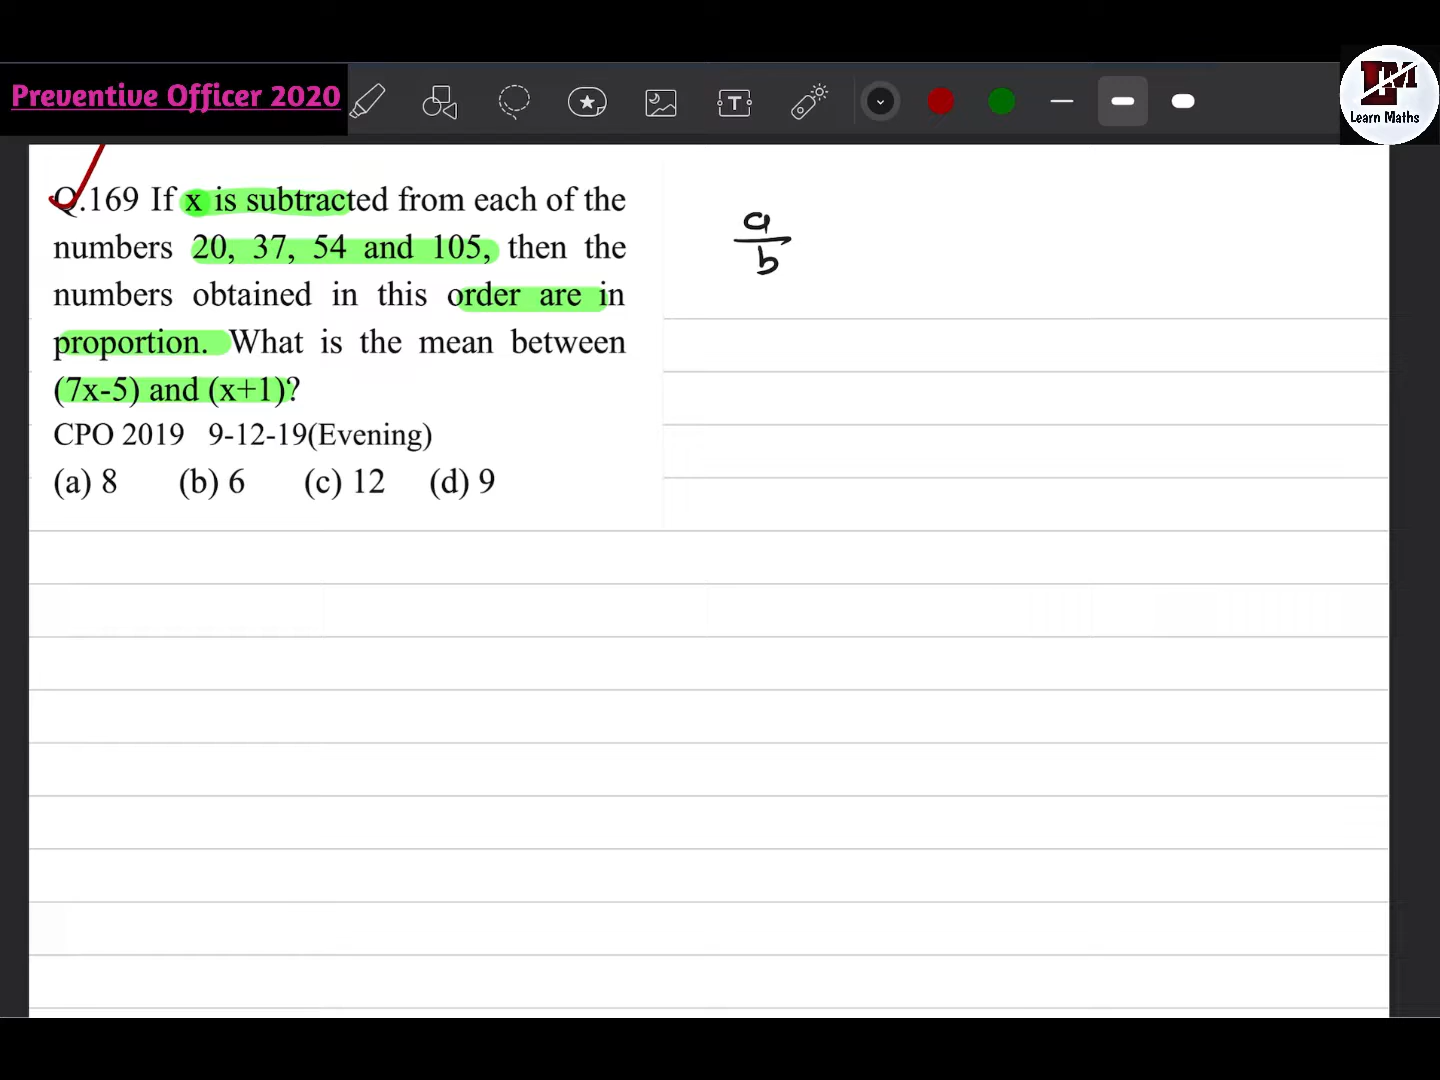 Preventive Officer 2020
T
LM
Learn Maths
Q.169 If x is subtracted from each of the
numbers 20, 37, 54 and 105, then the
numbers obtained in this order are in
proportion. What is the mean between
(7x-5) and (x+1)?
CPO 2019 9-12-19(Evening)
(a) 8 (b) 6 (c) 12 (d) 9
a
b